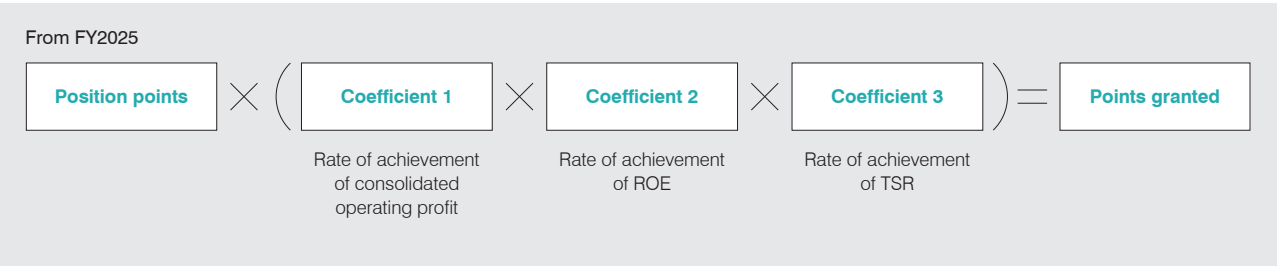 From FY2025
Position points × ( Coefficient 1 × Coefficient 2 × Coefficient 3 ) = Points granted
Rate of achievement
of consolidated
operating profit
Rate of achievement
of ROE
Rate of achievement
of TSR